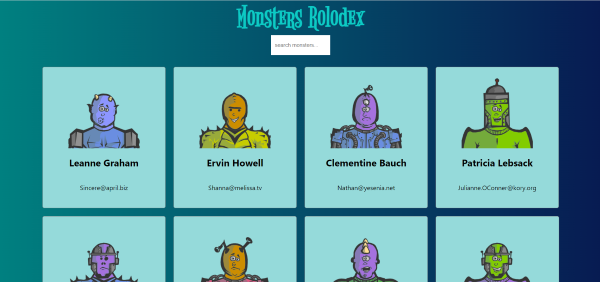 Monsters Rolodex
search monsters...
Leanne Graham
Ervin Howell
Clementine Bauch
Patricia Lebsack
Sincere@april.biz
Shanna@melissa.tv
Nathan@yesenia.net
Julianne.OConner@kory.org